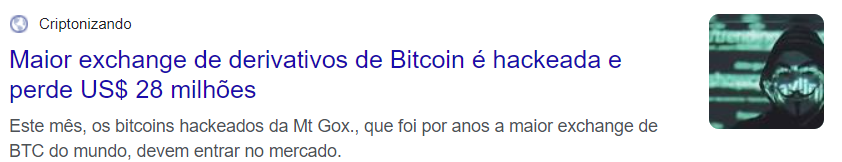 Criptonizando
Maior exchange de derivativos de Bitcoin é hackeada e
perde US$ 28 milhões
Este mês, os bitcoins hackeados da Mt Gox., que foi por anos a maior exchange de
BTC do mundo, devem entrar no mercado.